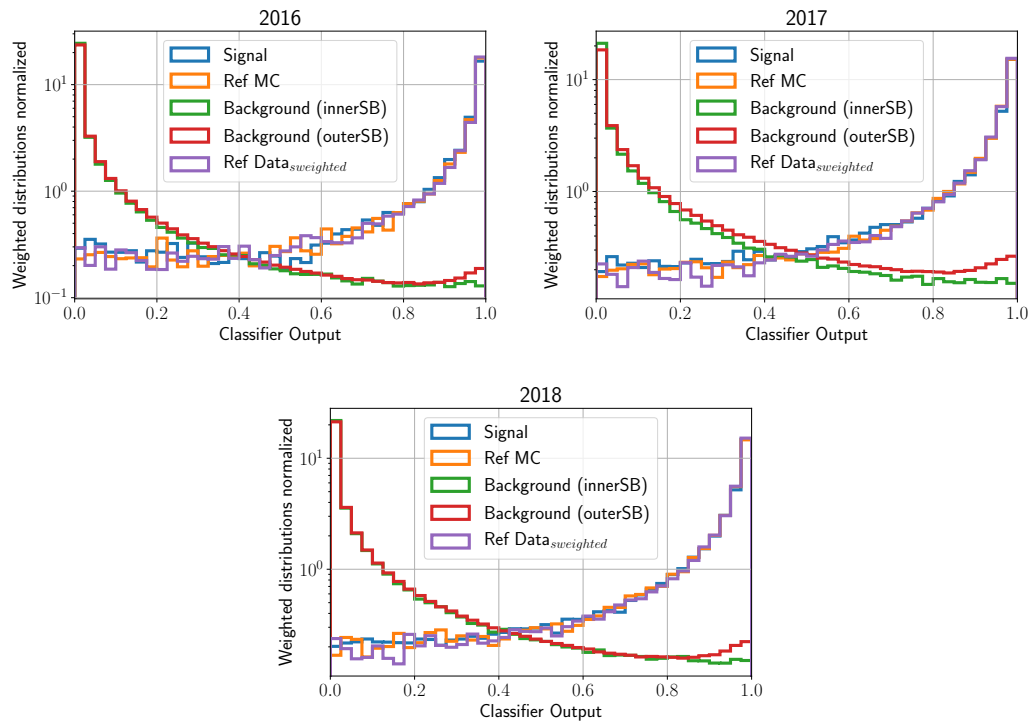 2016
Weighted distributions normalized
10^1
10^0
10^−1
Signal
Ref MC
Background (innerSB)
Background (outerSB)
Ref Data_sweighted
0.0 0.2 0.4 0.6 0.8 1.0
Classifier Output
2017
Weighted distributions normalized
10^1
10^0
Signal
Ref MC
Background (innerSB)
Background (outerSB)
Ref Data_sweighted
0.0 0.2 0.4 0.6 0.8 1.0
Classifier Output
2018
Weighted distributions normalized
10^1
10^0
Signal
Ref MC
Background (innerSB)
Background (outerSB)
Ref Data_sweighted
0.0 0.2 0.4 0.6 0.8 1.0
Classifier Output